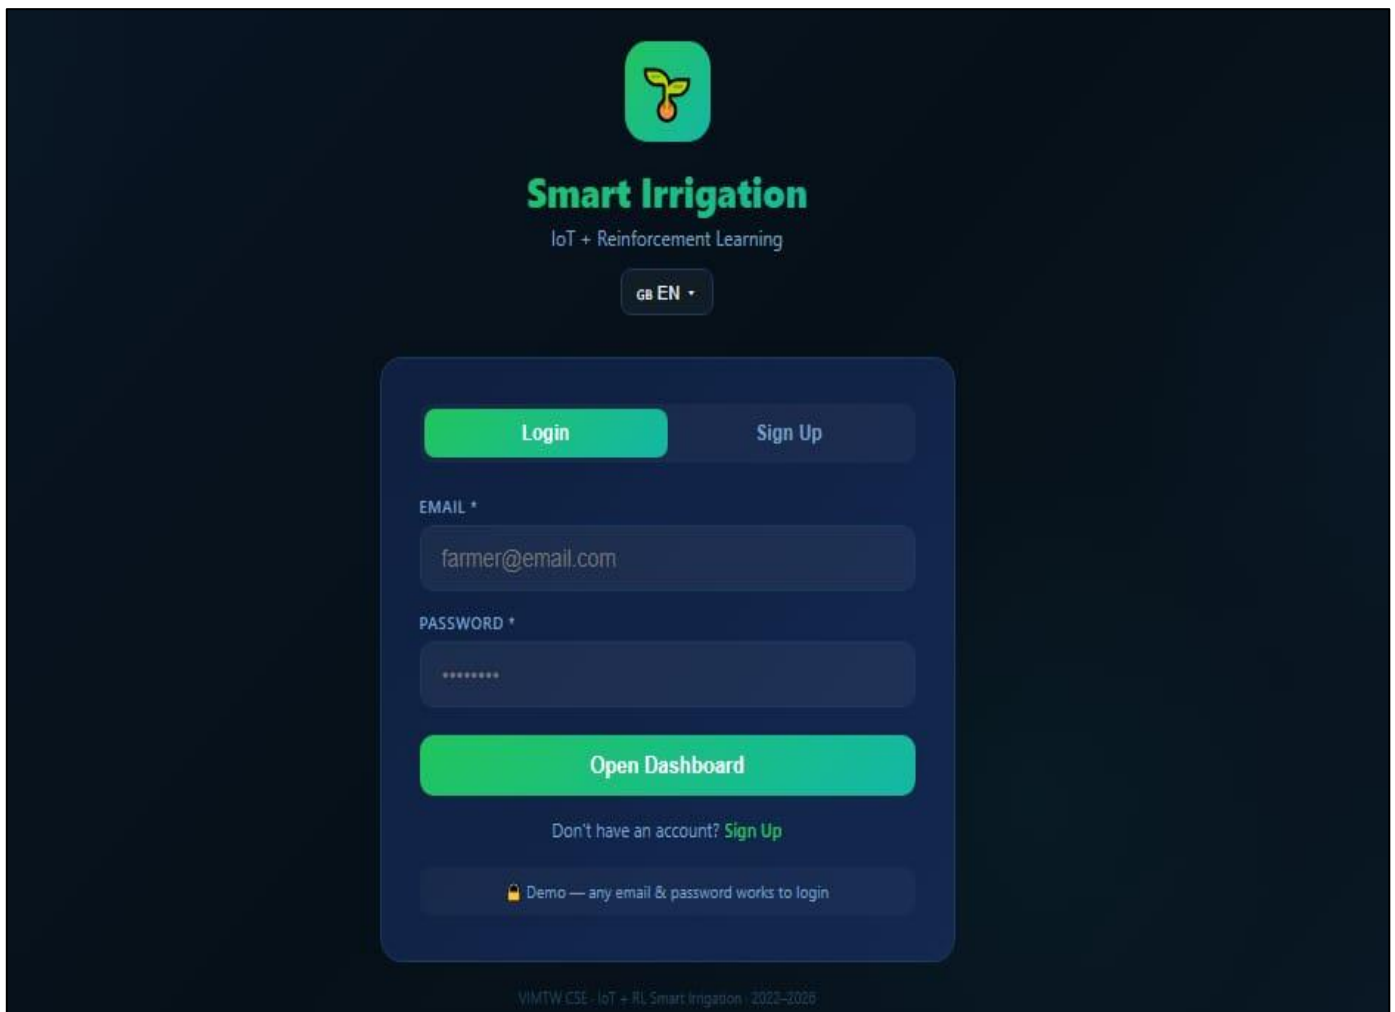 Smart Irrigation
IoT + Reinforcement Learning
GB EN
Login Sign Up
EMAIL *
farmer@email.com
PASSWORD *
••••••••
Open Dashboard
Don't have an account? Sign Up
Demo — any email & password works to login
VIMTW CSE · IoT + RL Smart Irrigation · 2022–2026